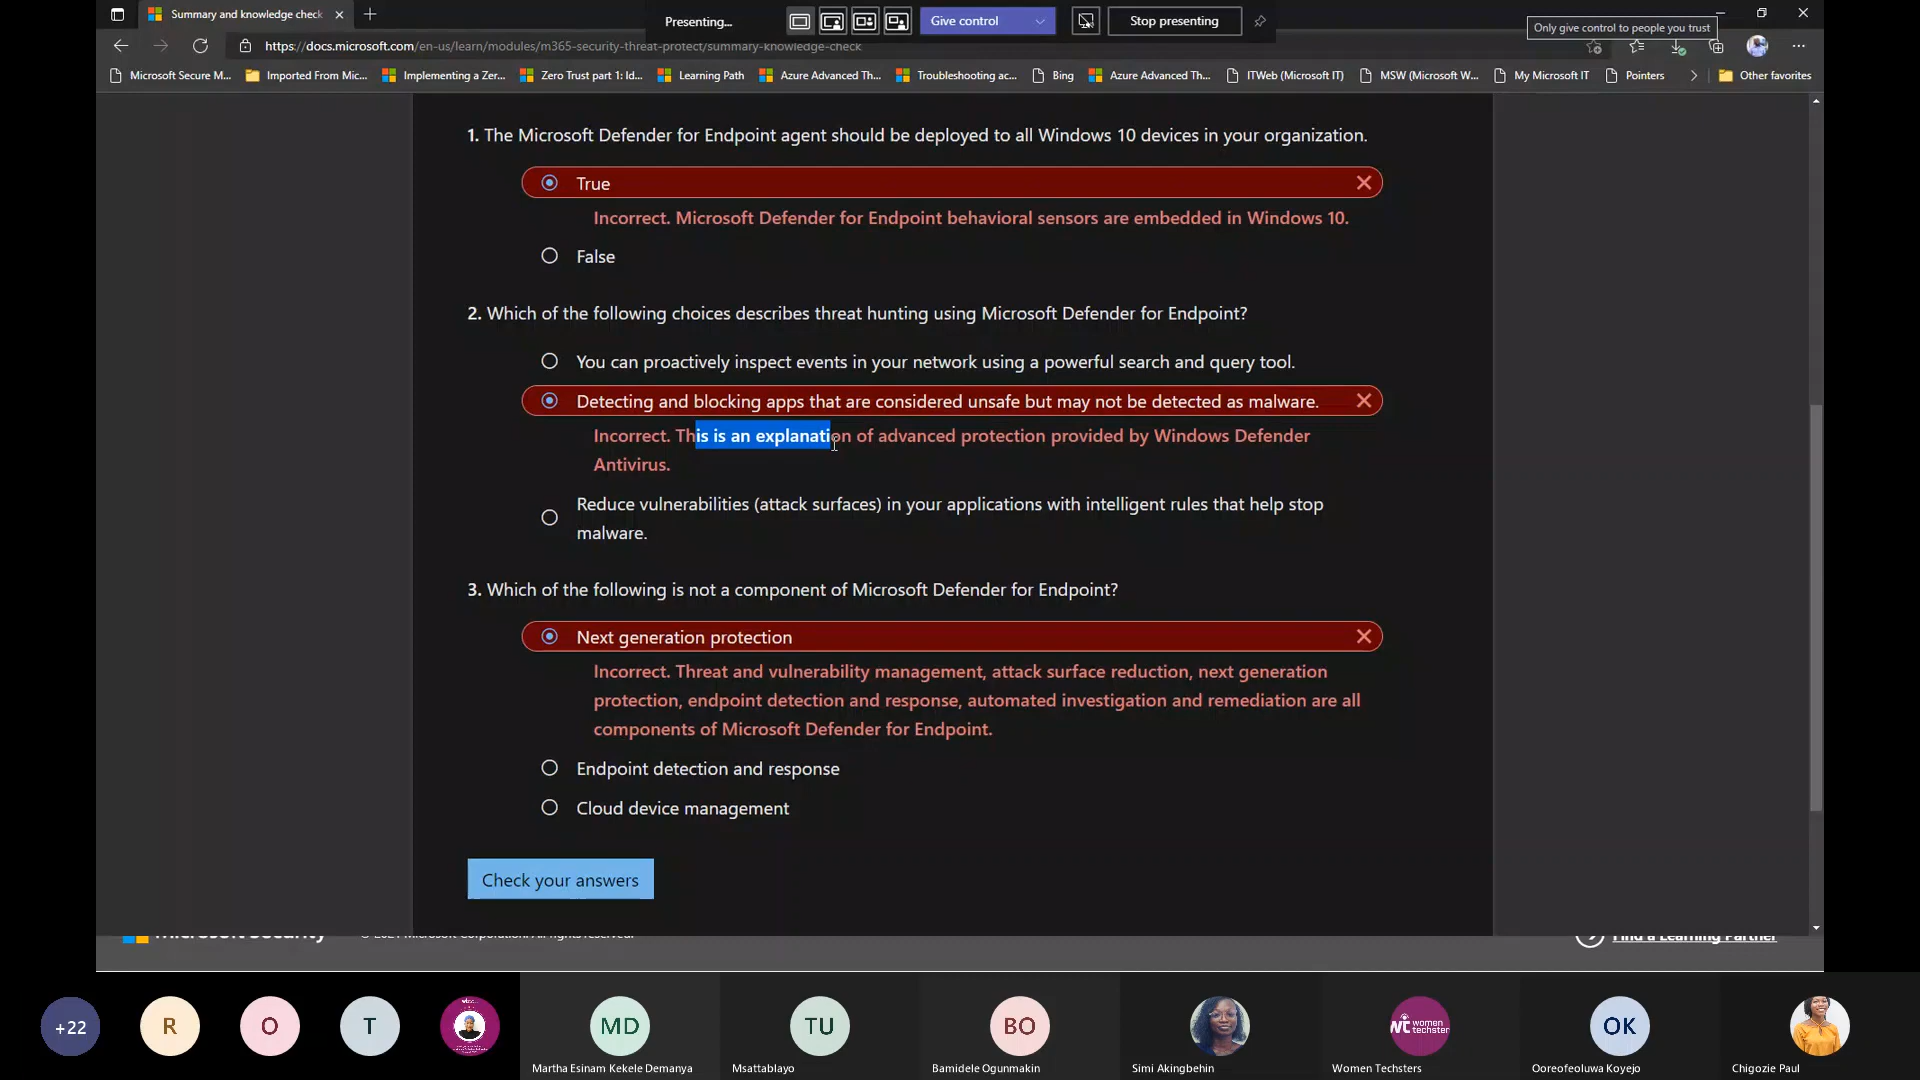 Summary and knowledge check
Presenting...
Give control
Stop presenting
Only give control to people you trust
https://docs.microsoft.com/en-us/learn/modules/m365-security-threat-protect/summary-knowledge-check
Microsoft Secure M...
Imported From Mic...
Implementing a Zer...
Zero Trust part 1: Id...
Learning Path
Azure Advanced Th...
Troubleshooting ac...
Bing
Azure Advanced Th...
ITWeb (Microsoft IT)
MSW (Microsoft W...
My Microsoft IT
Pointers
Other favorites
1. The Microsoft Defender for Endpoint agent should be deployed to all Windows 10 devices in your organization.
True
Incorrect. Microsoft Defender for Endpoint behavioral sensors are embedded in Windows 10.
False
2. Which of the following choices describes threat hunting using Microsoft Defender for Endpoint?
You can proactively inspect events in your network using a powerful search and query tool.
Detecting and blocking apps that are considered unsafe but may not be detected as malware.
Incorrect. This is an explanation of advanced protection provided by Windows Defender
Antivirus.
Reduce vulnerabilities (attack surfaces) in your applications with intelligent rules that help stop
malware.
3. Which of the following is not a component of Microsoft Defender for Endpoint?
Next generation protection
Incorrect. Threat and vulnerability management, attack surface reduction, next generation
protection, endpoint detection and response, automated investigation and remediation are all
components of Microsoft Defender for Endpoint.
Endpoint detection and response
Cloud device management
Check your answers
Microsoft Security
Find a Learning Partner
+22
R
O
T
MD
TU
BO
women
techster
OK
Martha Esinam Kekele Demanya
Msattablayo
Bamidele Ogunmakin
Simi Akingbehin
Women Techsters
Ooreofeoluwa Koyejo
Chigozie Paul